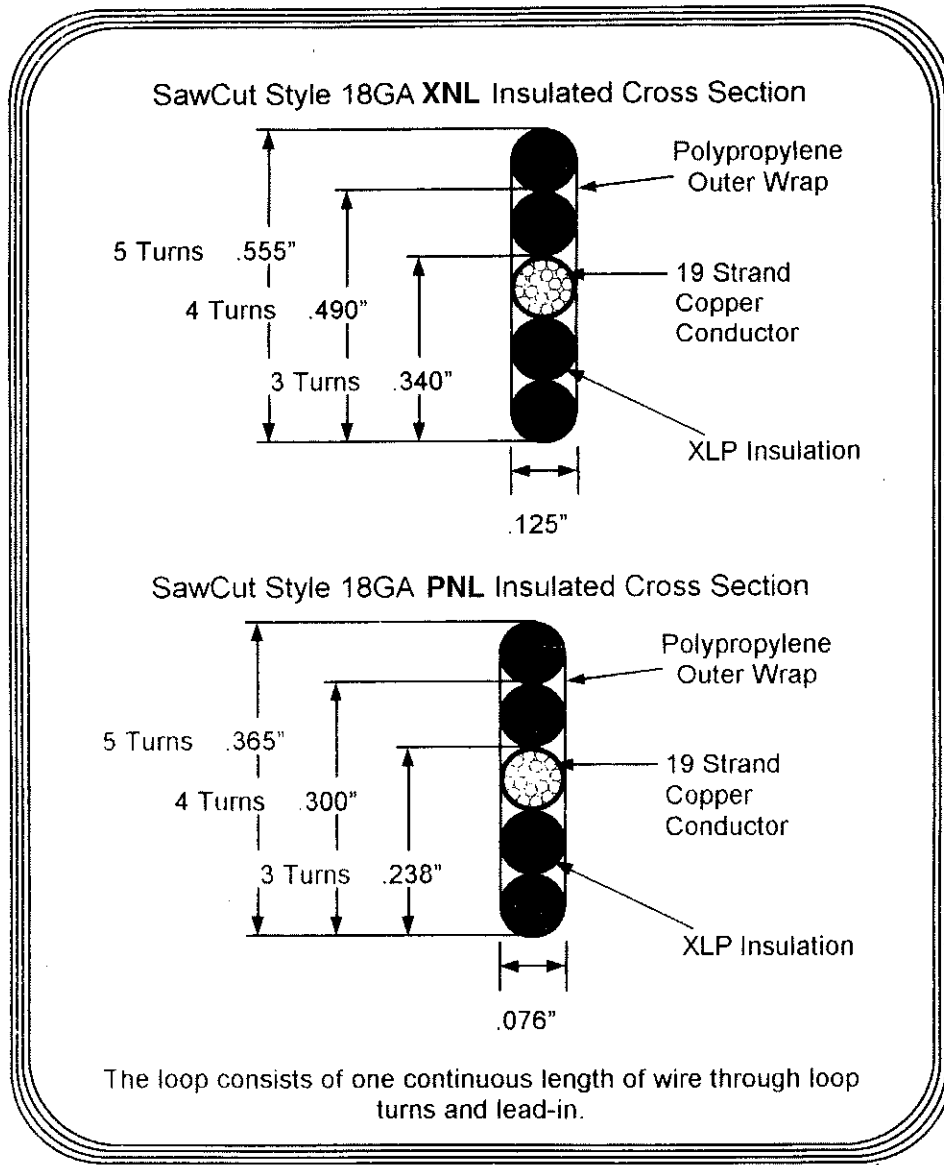 SawCut Style 18GA XNL Insulated Cross Section
Polypropylene
Outer Wrap
5 Turns .555”
4 Turns .490”
19 Strand
Copper
Conductor
3 Turns .340”
XLP Insulation
.125”
SawCut Style 18GA PNL Insulated Cross Section
Polypropylene
Outer Wrap
5 Turns .365”
4 Turns .300”
19 Strand
Copper
Conductor
3 Turns .238”
XLP Insulation
.076”
The loop consists of one continuous length of wire through loop
turns and lead-in.